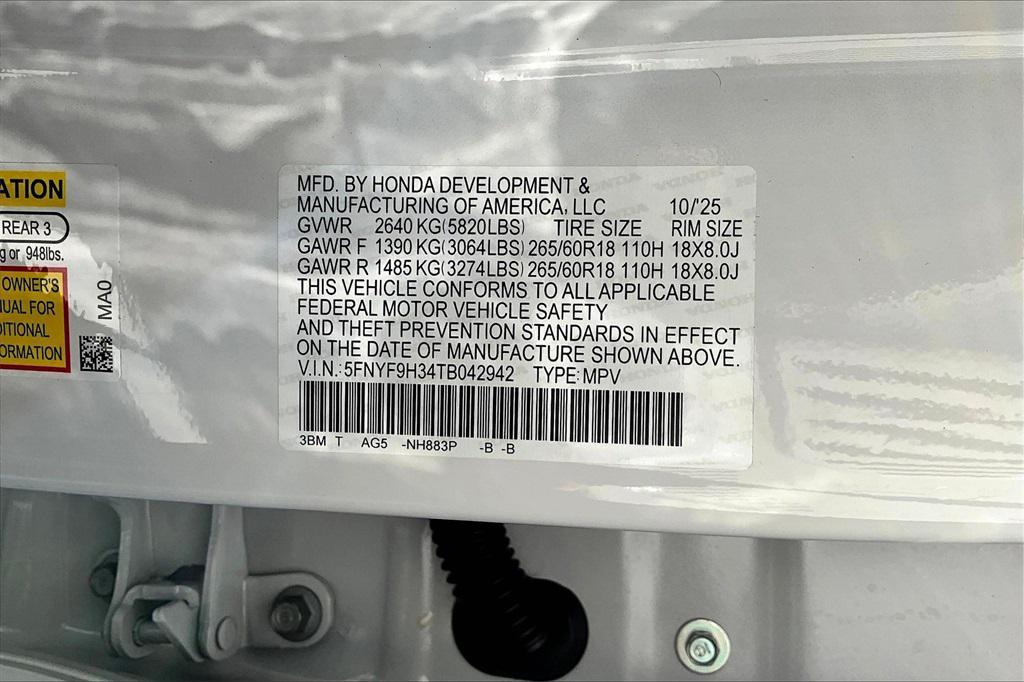 ATION
REAR 3
g or 948lbs.
OWNER'S
UAL FOR
DITIONAL
FORMATION
MA0
MFD. BY HONDA DEVELOPMENT &
MANUFACTURING OF AMERICA, LLC 10/'25
GVWR 2640 KG(5820LBS) TIRE SIZE RIM SIZE
GAWR F 1390 KG(3064LBS) 265/60R18 110H 18X8.0J
GAWR R 1485 KG(3274LBS) 265/60R18 110H 18X8.0J
THIS VEHICLE CONFORMS TO ALL APPLICABLE
FEDERAL MOTOR VEHICLE SAFETY
AND THEFT PREVENTION STANDARDS IN EFFECT
ON THE DATE OF MANUFACTURE SHOWN ABOVE.
V.I.N.:5FNYF9H34TB042942 TYPE:MPV
3BM T AG5 -NH883P -B -B